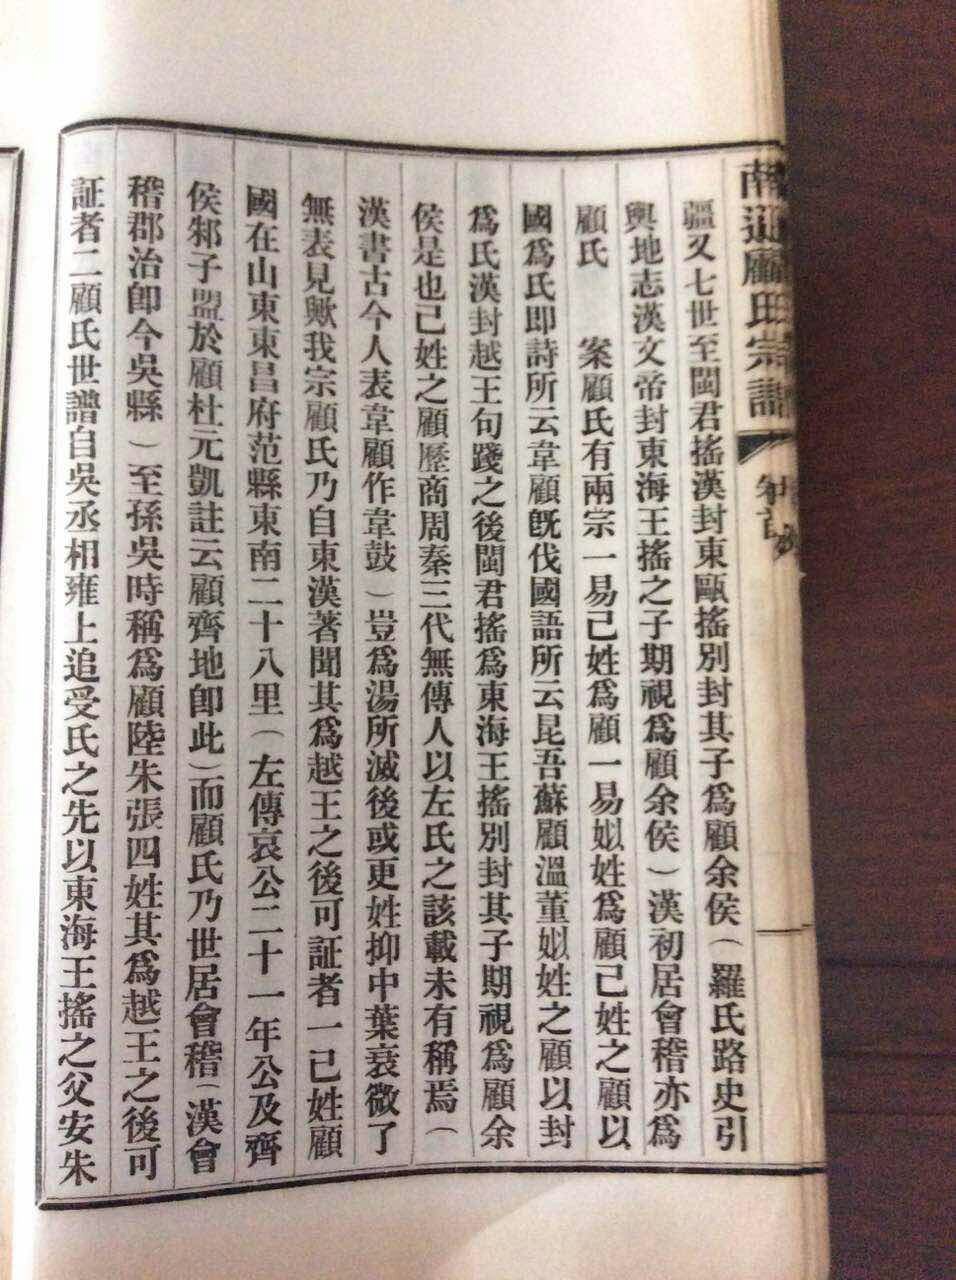 南通顧氏宗譜 卷首
疆又七世至閩君搖漢封東甌搖別封其子爲顧余侯（羅氏路史引
輿地志漢文帝封東海王搖之子期視爲顧余侯）漢初居會稽亦爲
顧氏 案顧氏有兩宗一易己姓爲顧一易姒姓爲顧己姓之顧以
國爲氏即詩所云韋顧既伐國語所云昆吾蘇顧溫董姒姓之顧以封
爲氏漢封越王句踐之後閩君搖爲東海王搖別封其子期視爲顧余
侯是也己姓之顧歷商周秦三代無傳人以左氏之該載未有稱焉（
漢書古今人表韋顧作韋鼓）豈爲湯所滅後或更姓抑中葉衰微了
無表見歟我宗顧氏乃自東漢著聞其爲越王之後可証者一己姓顧
國在山東東昌府范縣東南二十八里（左傳哀公二十一年公及齊
侯邾子盟於顧杜元凱註云顧齊地卽此）而顧氏乃世居會稽（漢會
稽郡治卽今吳縣）至孫吳時稱爲顧陸朱張四姓其爲越王之後可
証者二顧氏世譜自吳丞相雍上追受氏之先以東海王搖之父安朱